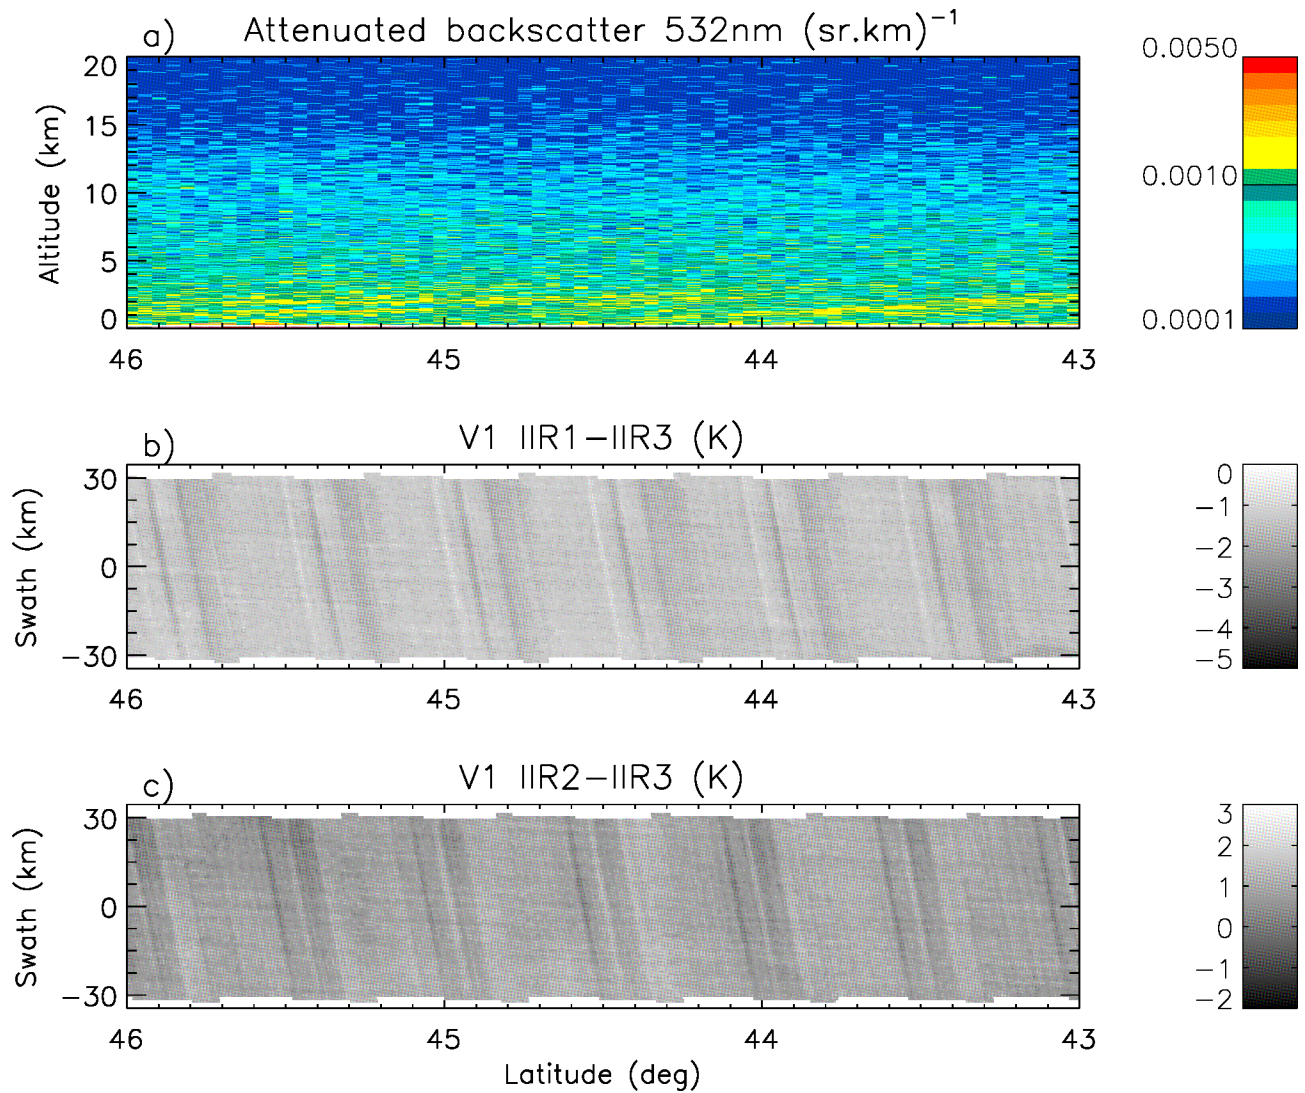 a) Attenuated backscatter 532nm (sr.km)−1
0.0050
0.0010
0.0001
20
15
10
5
0
Altitude (km)
46 45 44 43
b) V1 IIR1−IIR3 (K)
30
0
−30
Swath (km)
0
−1
−2
−3
−4
−5
46 45 44 43
c) V1 IIR2−IIR3 (K)
30
0
−30
Swath (km)
3
2
1
0
−1
−2
46 45 44 43
Latitude (deg)